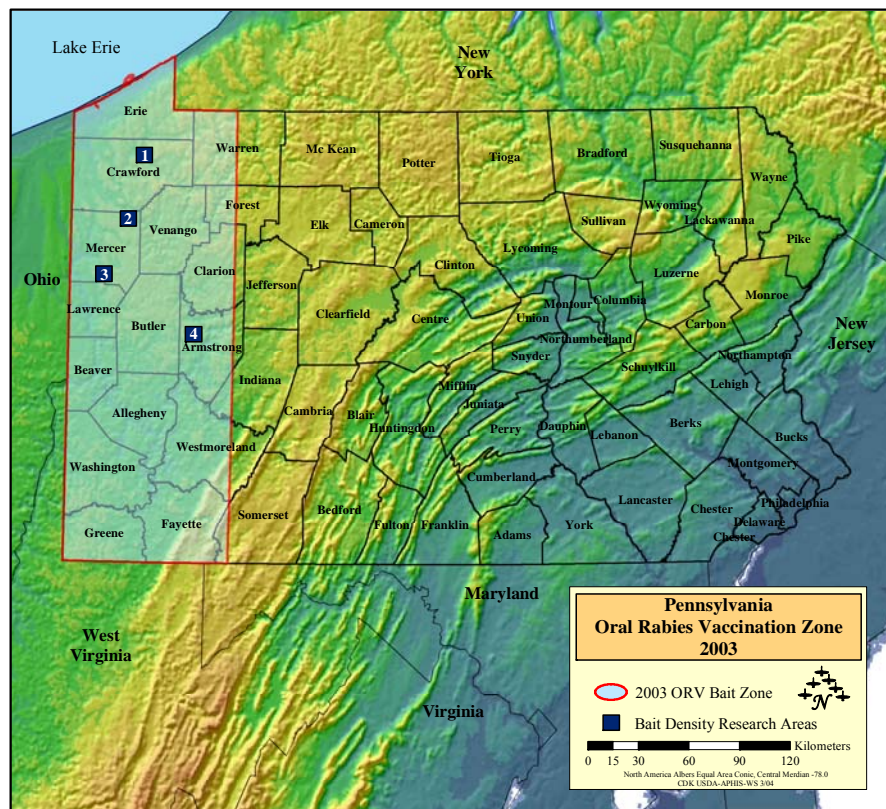 Lake Erie
New
York
Erie
1
Crawford
Warren
Mc Kean
Potter
Tioga
Bradford
Susquehanna
Wayne
2
Mercer
Venango
Forest
Elk
Cameron
Sullivan
Wyoming
Lackawanna
Pike
Ohio
3
Clarion
Jefferson
Clinton
Lycoming
Luzerne
Monroe
Lawrence
Butler
4
Armstrong
Clearfield
Centre
Union
Montour
Columbia
Carbon
New
Jersey
Beaver
Indiana
Snyder
Northumberland
Schuylkill
Northampton
Lehigh
Allegheny
Cambria
Blair
Huntingdon
Mifflin
Juniata
Perry
Dauphin
Lebanon
Berks
Bucks
Washington
Westmoreland
Cumberland
Montgomery
Greene
Fayette
Somerset
Bedford
Fulton
Franklin
Adams
York
Lancaster
Chester
Philadelphia
Delaware
Chester
Maryland
West
Virginia
Virginia
Pennsylvania
Oral Rabies Vaccination Zone
2003
2003 ORV Bait Zone
N
Bait Density Research Areas
Kilometers
0 15 30 60 90 120
North America Albers Equal Area Conic, Central Merdian -78.0
CDK USDA-APHIS-WS 3/04